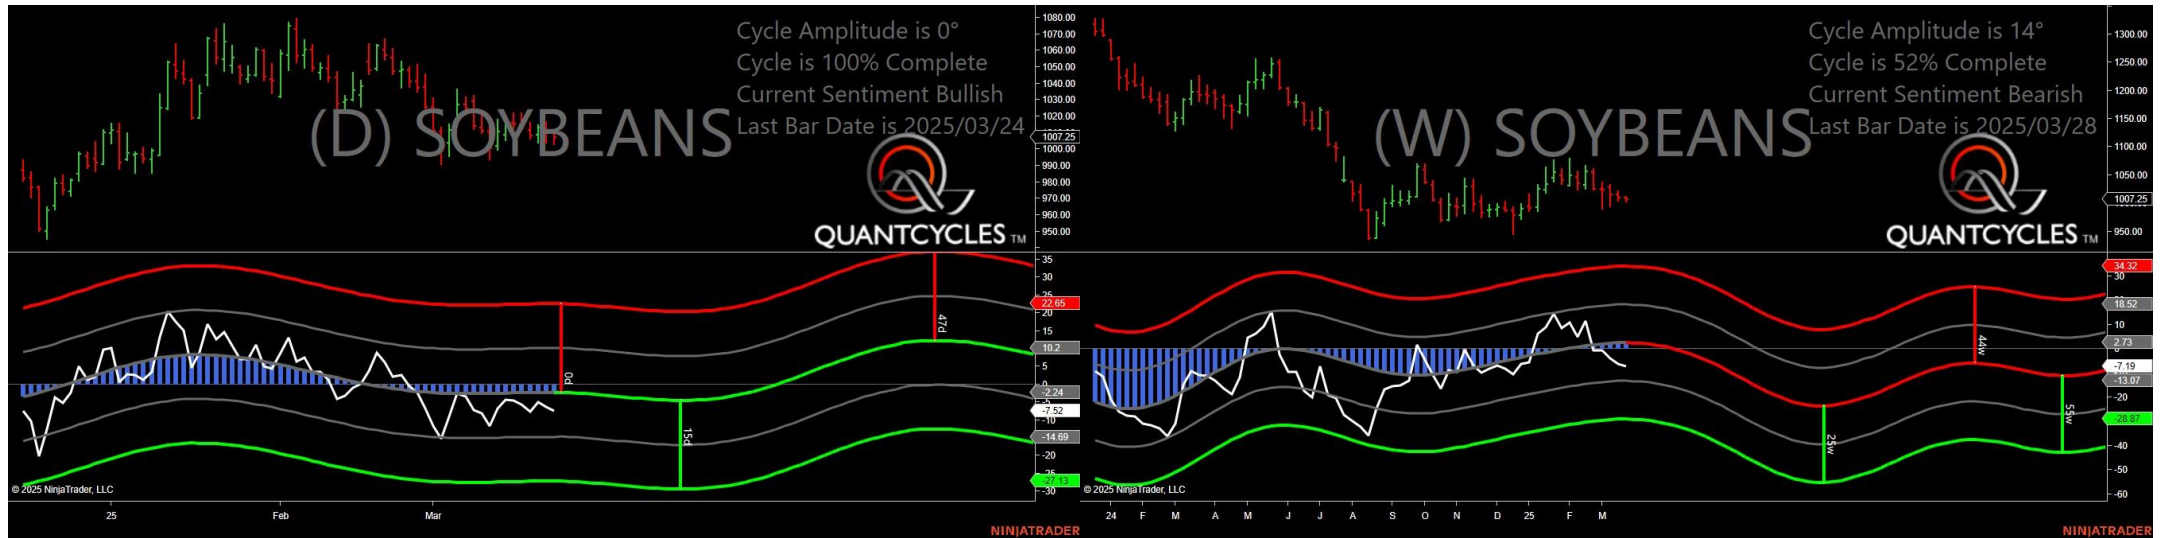 Cycle Amplitude is 0°
Cycle is 100% Complete
Current Sentiment Bullish
Last Bar Date is 2025/03/24
(D) SOYBEANS
QUANTCYCLES TM
1080.00
1070.00
1060.00
1050.00
1040.00
1030.00
1020.00
1007.25
1000.00
990.00
980.00
970.00
960.00
950.00
35
30
25
22.65
20
15
10.2
5
0
-2.24
-5
-7.52
-10
-14.69
-20
-27.13
-30
0d
15d
47d
© 2025 NinjaTrader, LLC
25
Feb
Mar
NINJATRADER
Cycle Amplitude is 14°
Cycle is 52% Complete
Current Sentiment Bearish
Last Bar Date is 2025/03/28
(W) SOYBEANS
QUANTCYCLES TM
1300.00
1250.00
1200.00
1150.00
1100.00
1050.00
1007.25
950.00
34.32
30
18.52
10
2.73
-7.19
-13.07
-20
-28.87
-40
-50
-60
25w
44w
55w
© 2025 NinjaTrader, LLC
24 F M A M J J A S O N D 25 F M
NINJATRADER